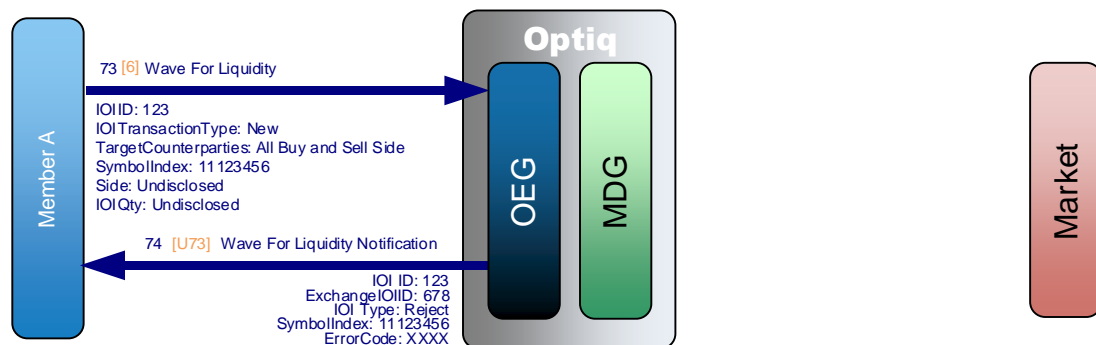 Optiq
73 [6] Wave For Liquidity
IOIID: 123
IOITransactionType: New
TargetCounterparties: All Buy and Sell Side
SymbolIndex: 11123456
Side: Undisclosed
IOIQty: Undisclosed
Member A
OEG
MDG
Market
74 [U73] Wave For Liquidity Notification
IOI ID: 123
ExchangeIOIID: 678
IOI Type: Reject
SymbolIndex: 11123456
ErrorCode: XXXX